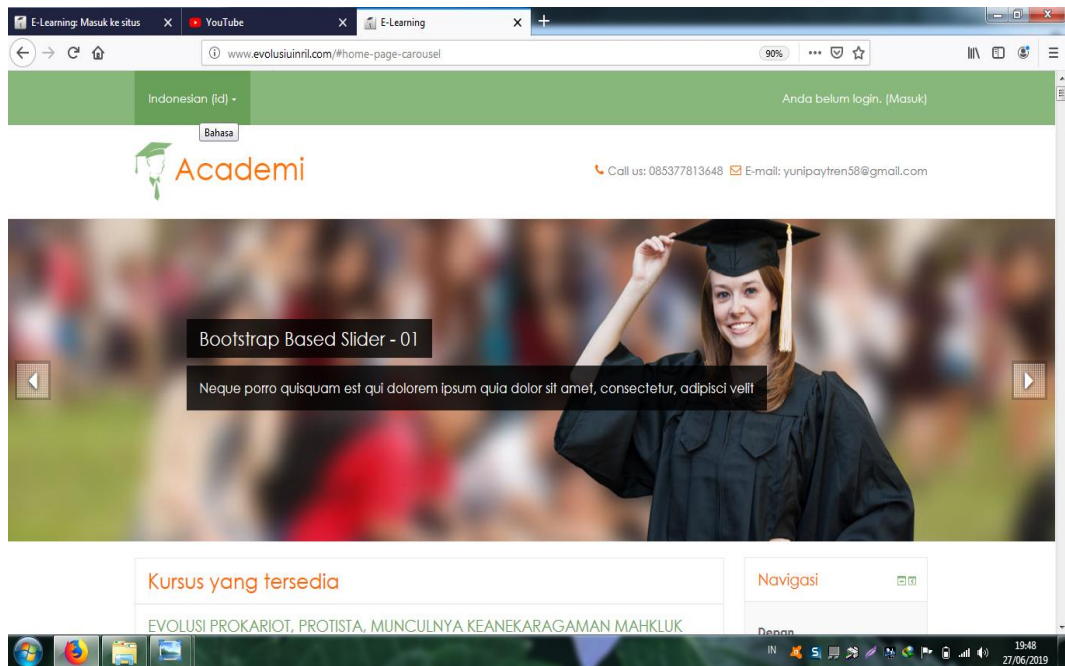 E-Learning: Masuk ke situs
YouTube
E-Learning
www.evolusiuinril.com/#home-page-carousel
90%
Indonesian (id)
Anda belum login. (Masuk)
Bahasa
Academi
Call us: 085377813648
E-mail: yunipaytren58@gmail.com
Bootstrap Based Slider - 01
Neque porro quisquam est qui dolorem ipsum quia dolor sit amet, consectetur, adipisci velit
Kursus yang tersedia
Navigasi
EVOLUSI PROKARIOT, PROTISTA, MUNCULNYA KEANEKARAGAMAN MAHKLUK
Depan
IN
19:48
27/06/2019